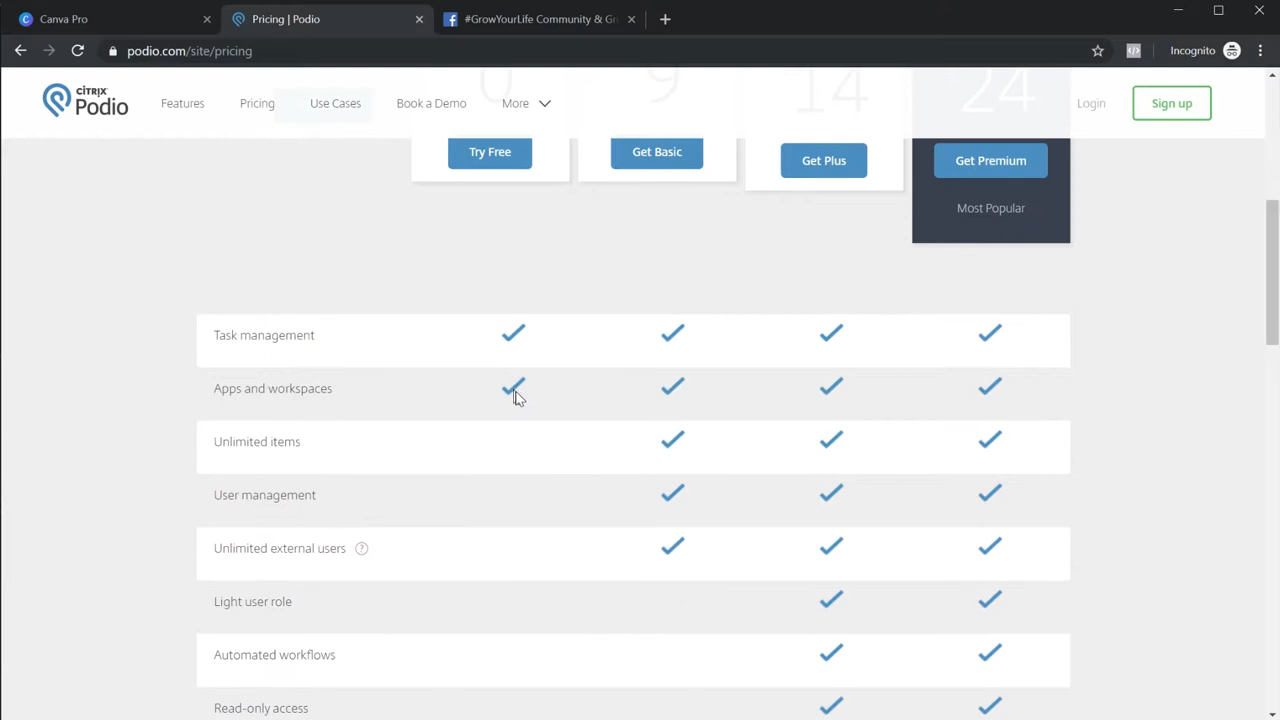 Canva Pro
Pricing | Podio
#GrowYourLife Community & Gr
podio.com/site/pricing
Incognito
CİTRIX
Podio
Features
Pricing
Use Cases
Book a Demo
More
Login
Sign up
0
9
14
24
Try Free
Get Basic
Get Plus
Get Premium
Most Popular
Task management
Apps and workspaces
Unlimited items
User management
Unlimited external users ?
Light user role
Automated workflows
Read-only access